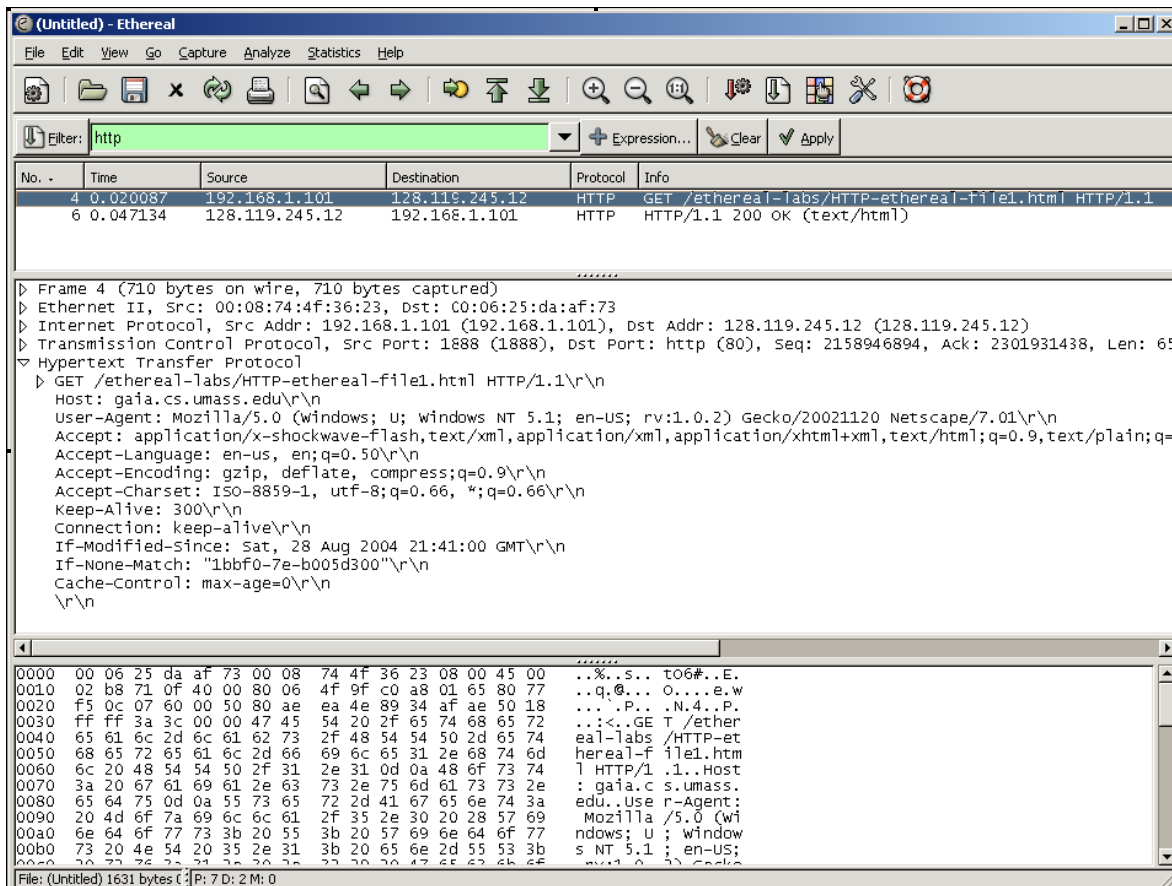 (Untitled) - Ethereal
File Edit View Go Capture Analyze Statistics Help
Filter: http Expression... Clear Apply
No. Time Source Destination Protocol Info
4 0.020087 192.168.1.101 128.119.245.12 HTTP GET /ethereal-labs/HTTP-ethereal-file1.html HTTP/1.1
6 0.047134 128.119.245.12 192.168.1.101 HTTP HTTP/1.1 200 OK (text/html)
Frame 4 (710 bytes on wire, 710 bytes captured)
Ethernet II, Src: 00:08:74:4f:36:23, Dst: 00:06:25:da:af:73
Internet Protocol, Src Addr: 192.168.1.101 (192.168.1.101), Dst Addr: 128.119.245.12 (128.119.245.12)
Transmission Control Protocol, Src Port: 1888 (1888), Dst Port: http (80), Seq: 2158946894, Ack: 2301931438, Len: 65
Hypertext Transfer Protocol
GET /ethereal-labs/HTTP-ethereal-file1.html HTTP/1.1\r\n
Host: gaia.cs.umass.edu\r\n
User-Agent: Mozilla/5.0 (Windows; U; Windows NT 5.1; en-US; rv:1.0.2) Gecko/20021120 Netscape/7.01\r\n
Accept: application/x-shockwave-flash,text/xml,application/xml,application/xhtml+xml,text/html;q=0.9,text/plain;q=
Accept-Language: en-us, en;q=0.50\r\n
Accept-Encoding: gzip, deflate, compress;q=0.9\r\n
Accept-Charset: ISO-8859-1, utf-8;q=0.66, *;q=0.66\r\n
Keep-Alive: 300\r\n
Connection: keep-alive\r\n
If-Modified-Since: Sat, 28 Aug 2004 21:41:00 GMT\r\n
If-None-Match: "1bbf0-7e-b005d300"\r\n
Cache-Control: max-age=0\r\n
\r\n
0000 00 06 25 da af 73 00 08 74 4f 36 23 08 00 45 00 ..%..s.. tO6#..E.
0010 02 b8 71 0f 40 00 80 06 4f 9f c0 a8 01 65 80 77 ..q.@... O....e.w
0020 f5 0c 07 60 00 50 80 ae ea 4e 89 34 af ae 50 18 ...`.P.. .N.4..P.
0030 ff ff 3a 3c 00 00 47 45 54 20 2f 65 74 68 65 72 ..:<..GE T /ether
0040 65 61 6c 2d 6c 61 62 73 2f 48 54 54 50 2d 65 74 eal-labs /HTTP-et
0050 68 65 72 65 61 6c 2d 66 69 6c 65 31 2e 68 74 6d hereal-f ile1.htm
0060 6c 20 48 54 54 50 2f 31 2e 31 0d 0a 48 6f 73 74 l HTTP/1 .1..Host
0070 3a 20 67 61 69 61 2e 63 73 2e 75 6d 61 73 73 2e : gaia.c s.umass.
0080 65 64 75 0d 0a 55 73 65 72 2d 41 67 65 6e 74 3a edu..Use r-Agent:
0090 20 4d 6f 7a 69 6c 6c 61 2f 35 2e 30 20 28 57 69 Mozilla /5.0 (Wi
00a0 6e 64 6f 77 73 3b 20 55 3b 20 57 69 6e 64 6f 77 ndows; U ; Window
00b0 73 20 4e 54 20 35 2e 31 3b 20 65 6e 2d 55 53 3b s NT 5.1 ; en-US;
File: (Untitled) 1631 bytes P: 7 D: 2 M: 0